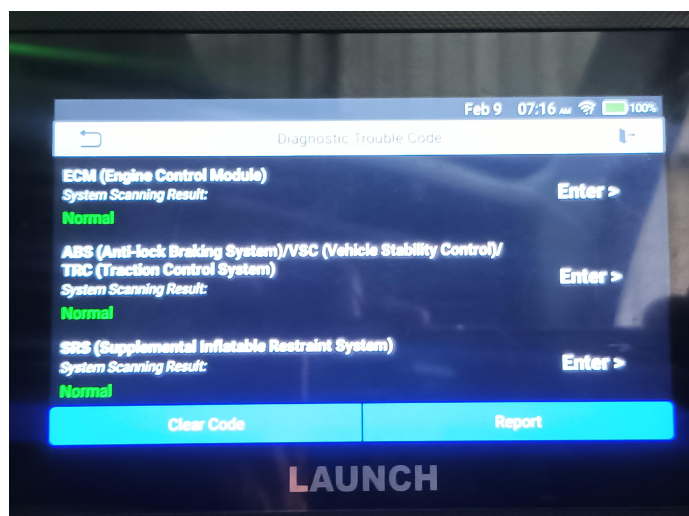 Feb 9 07:16 AM 100%
Diagnostic Trouble Code
ECM (Engine Control Module)
System Scanning Result:
Enter >
Normal
ABS (Anti-lock Braking System)/VSC (Vehicle Stability Control)/
TRC (Traction Control System)
System Scanning Result:
Enter >
Normal
SRS (Supplemental Inflatable Restraint System)
System Scanning Result:
Enter >
Normal
Clear Code
Report
LAUNCH